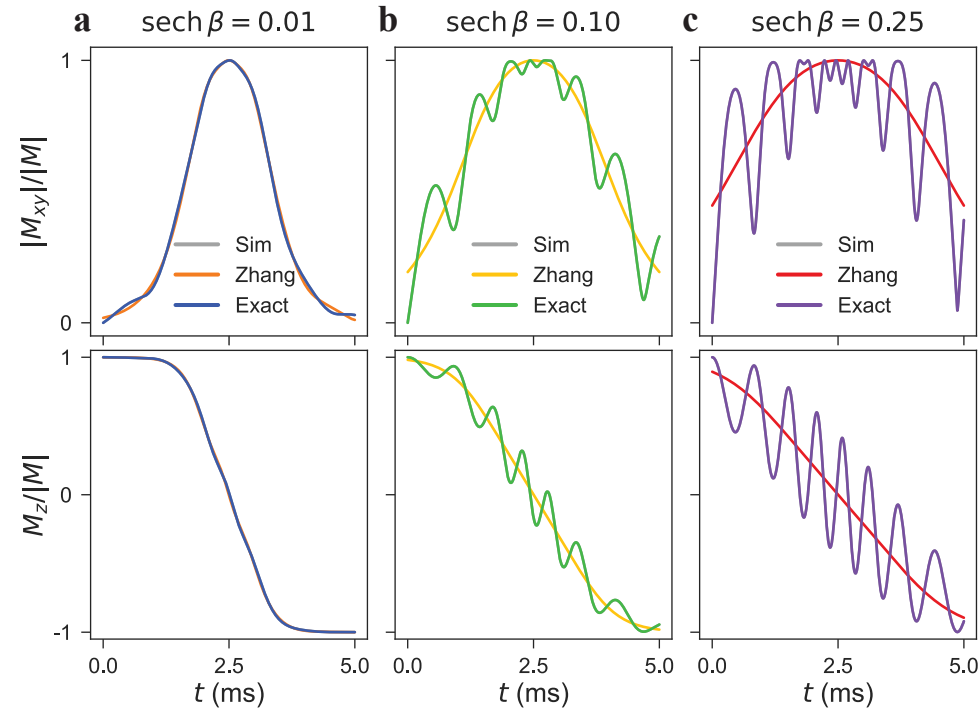 a sech β = 0.01
b sech β = 0.10
c sech β = 0.25
|M_xy|/|M|
1
0
Sim
Zhang
Exact
Sim
Zhang
Exact
Sim
Zhang
Exact
M_z/|M|
1
0
-1
0.0 2.5 5.0
0.0 2.5 5.0
0.0 2.5 5.0
t (ms)
t (ms)
t (ms)